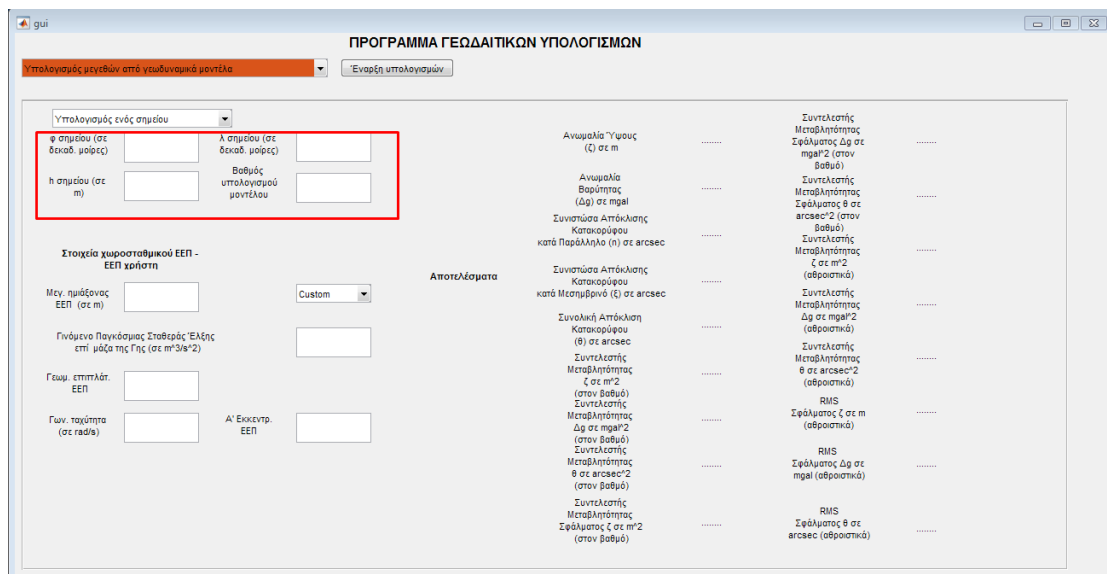 gui
ΠΡΟΓΡΑΜΜΑ ΓΕΩΔΑΙΤΙΚΩΝ ΥΠΟΛΟΓΙΣΜΩΝ
Υπολογισμός μεγεθών από γεωδυναμικά μοντέλα
Έναρξη υπολογισμών
Υπολογισμός ενός σημείου
φ σημείου (σε
δεκαδ. μοίρες)
λ σημείου (σε
δεκαδ. μοίρες)
h σημείου (σε
m)
Βαθμός
υπολογισμού
μοντέλου
Στοιχεία χωροσταθμικού ΕΕΠ -
ΕΕΠ χρήστη
Μεγ. ημιάξονας
ΕΕΠ (σε m)
Custom
Γινόμενο Παγκόσμιας Σταθεράς Έλξης
επί μάζα της Γης (σε m^3/s^2)
Γεωμ. επιπλάτ.
ΕΕΠ
Γων. ταχύτητα
(σε rad/s)
Α' Εκκεντρ.
ΕΕΠ
Αποτελέσματα
Ανωμαλία Ύψους
(ζ) σε m
........
Ανωμαλία
Βαρύτητας
(Δg) σε mgal
........
Συνιστώσα Απόκλισης
Κατακορύφου
κατά Παράλληλο (η) σε arcsec
........
Συνιστώσα Απόκλισης
Κατακορύφου
κατά Μεσημβρινό (ξ) σε arcsec
........
Συνολική Απόκλιση
Κατακορύφου
(θ) σε arcsec
........
Συντελεστής
Μεταβλητότητας
ζ σε m^2
(στον βαθμό)
........
Συντελεστής
Μεταβλητότητας
Δg σε mgal^2
(στον βαθμό)
........
Συντελεστής
Μεταβλητότητας
θ σε arcsec^2
(στον βαθμό)
........
Συντελεστής
Μεταβλητότητας
Σφάλματος ζ σε m^2
(στον βαθμό)
........
Συντελεστής
Μεταβλητότητας
Σφάλματος Δg σε
mgal^2 (στον
βαθμό)
........
Συντελεστής
Μεταβλητότητας
Σφάλματος θ σε
arcsec^2 (στον
βαθμό)
........
Συντελεστής
Μεταβλητότητας
ζ σε m^2
(αθροιστικά)
........
Συντελεστής
Μεταβλητότητας
Δg σε mgal^2
(αθροιστικά)
........
Συντελεστής
Μεταβλητότητας
θ σε arcsec^2
(αθροιστικά)
........
RMS
Σφάλματος ζ σε m
(αθροιστικά)
........
RMS
Σφάλματος Δg σε
mgal (αθροιστικά)
........
RMS
Σφάλματος θ σε
arcsec (αθροιστικά)
........